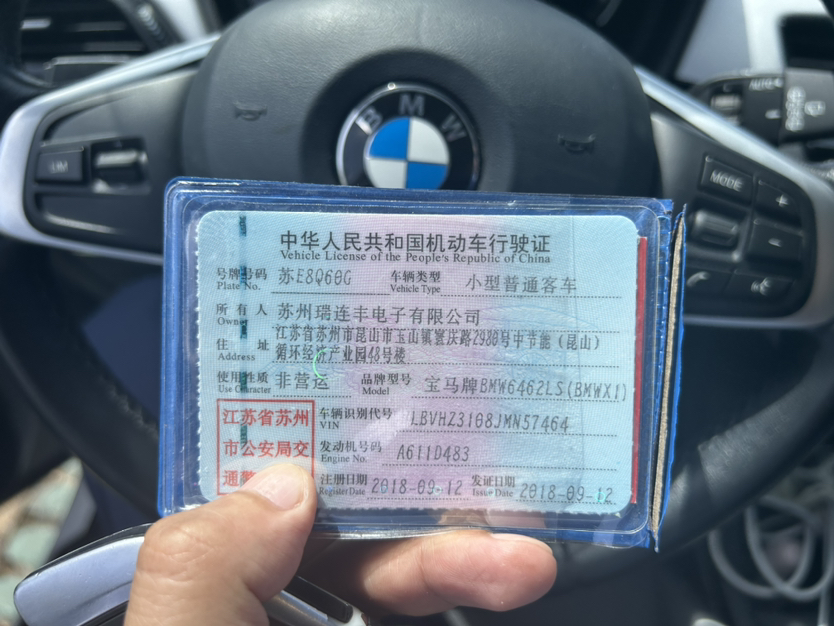 BMW
AUTO
LIM
MODE
+
-
中华人民共和国机动车行驶证
Vehicle License of the People's Republic of China
号牌号码 苏E8Q60G 车辆类型 小型普通客车
Plate No. Vehicle Type
所有人 苏州瑞连丰电子有限公司
Owner
住址 江苏省苏州市昆山市玉山镇寰庆路2980号中节能(昆山)
Address 循环经济产业园48号楼
使用性质 非营运 品牌型号 宝马牌BMW6462LS(BMWX1)
Use Character Model
江苏省苏州 车辆识别代号 LBVHZ3108JMN57464
VIN
市公安局交 发动机号码 A611D483
Engine No.
通 注册日期 2018-09-12 发证日期 2018-09-12
Register Date Issue Date